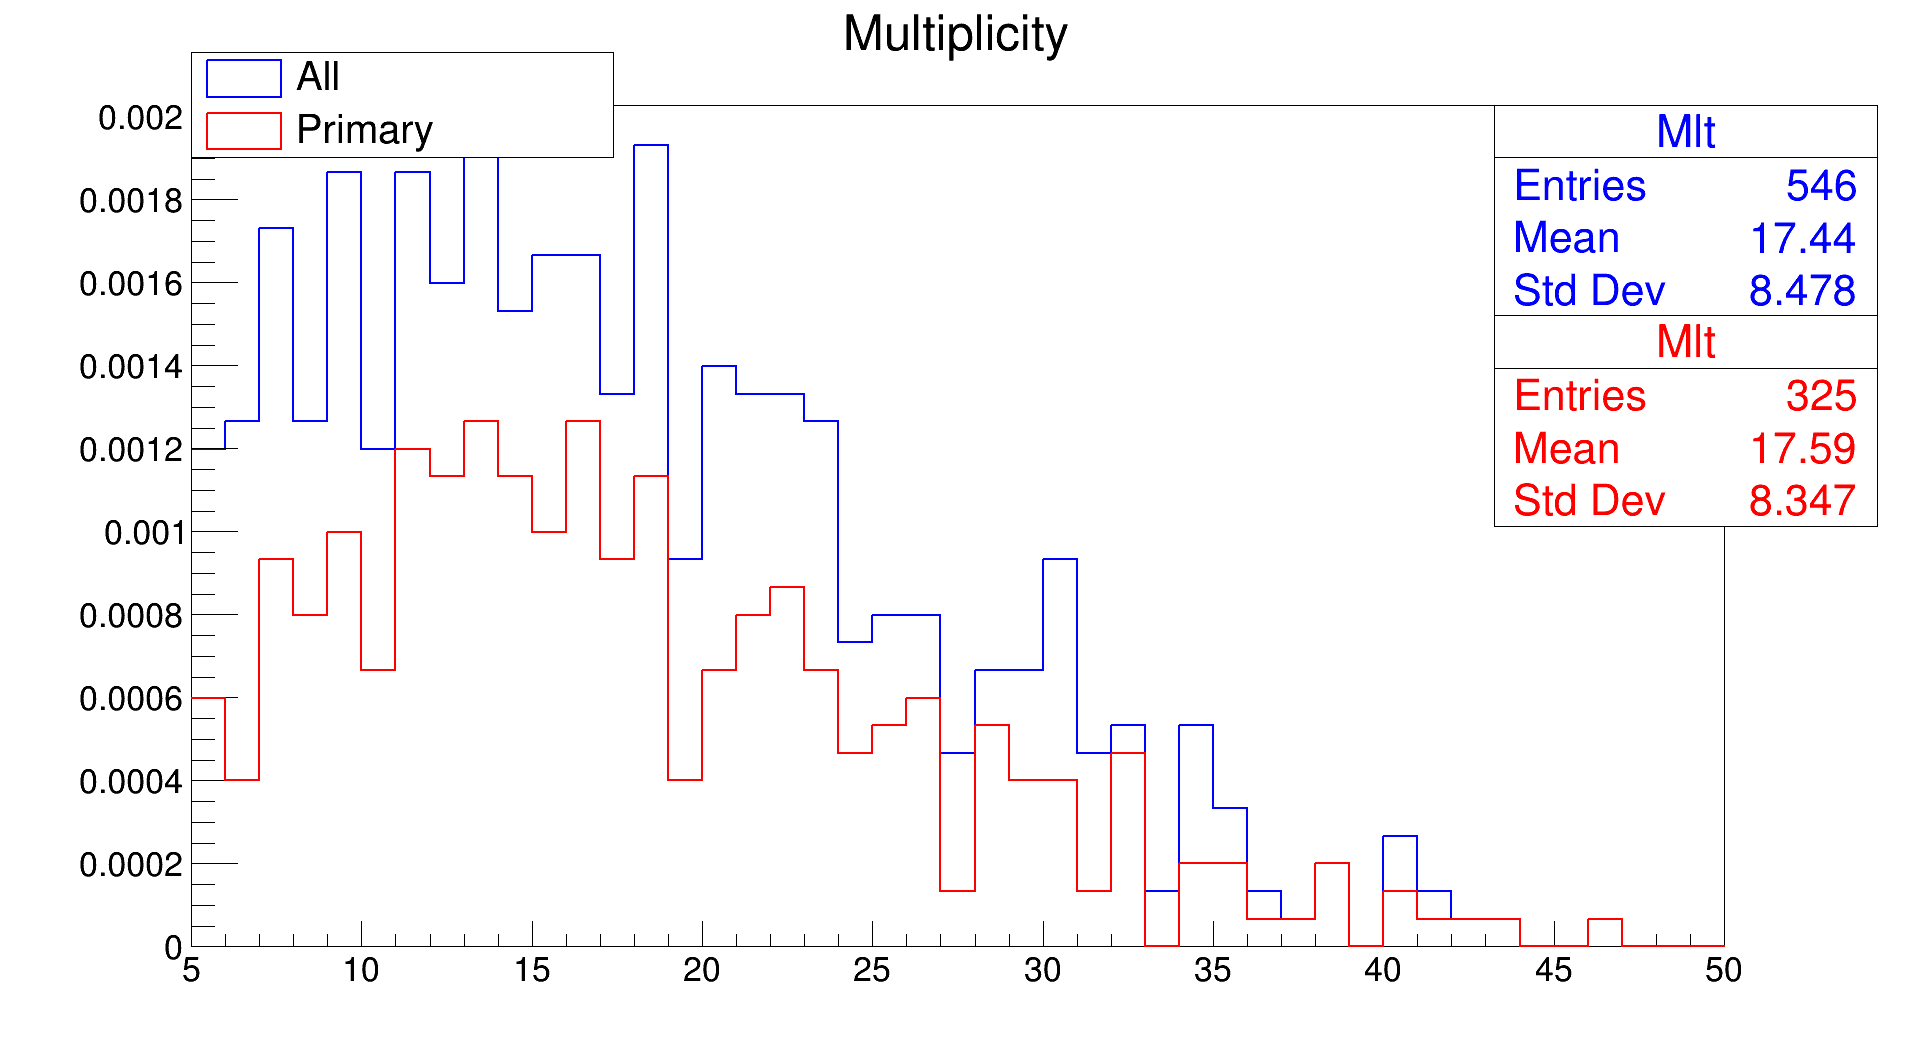 Multiplicity
All
Primary
0.002
0.0018
0.0016
0.0014
0.0012
0.001
0.0008
0.0006
0.0004
0.0002
0
5 10 15 20 25 30 35 40 45 50
Mlt
Entries 546
Mean 17.44
Std Dev 8.478
Mlt
Entries 325
Mean 17.59
Std Dev 8.347